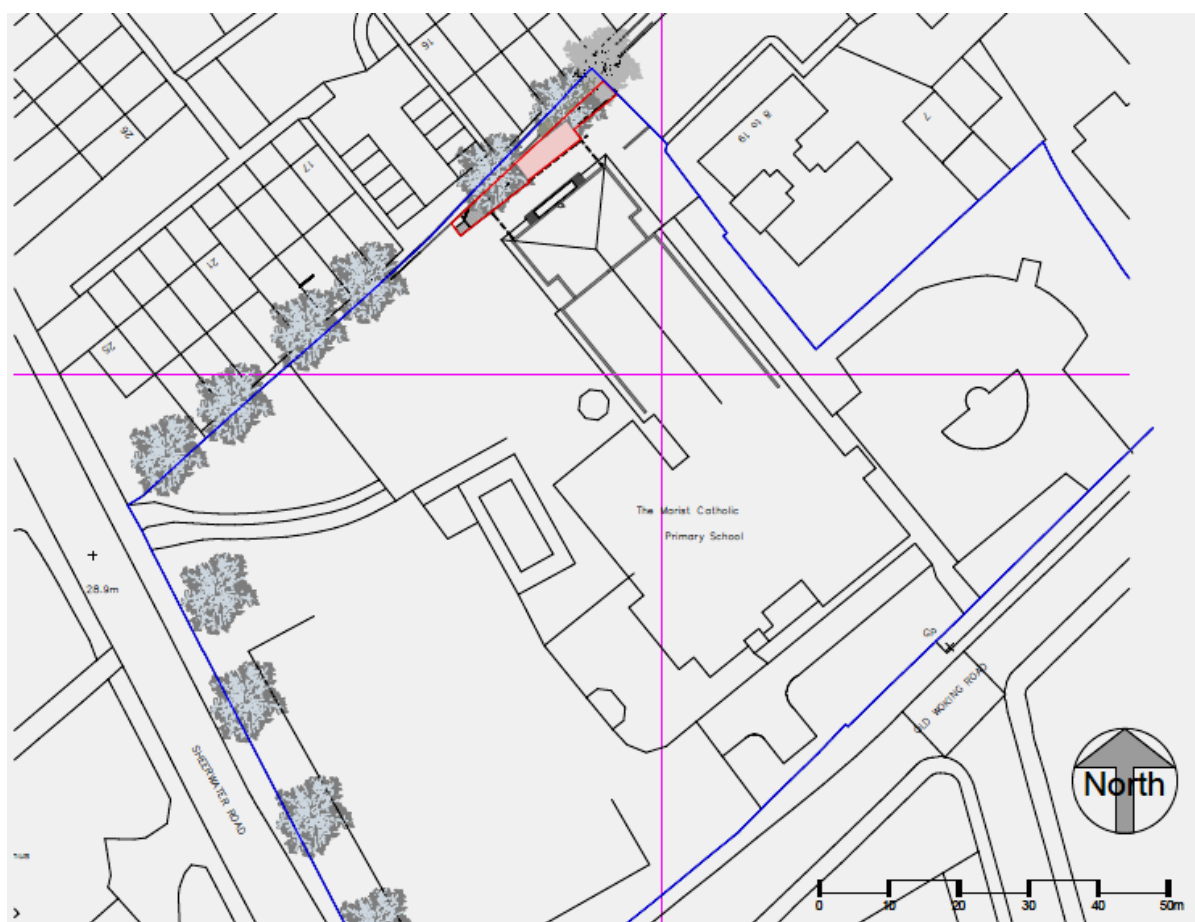 16
26
17
8 to 19
7
21
25
The Marist Catholic
Primary School
28.9m
GP
OLD WOKING ROAD
SHEERWATER ROAD
North
0 10 20 30 40 50m